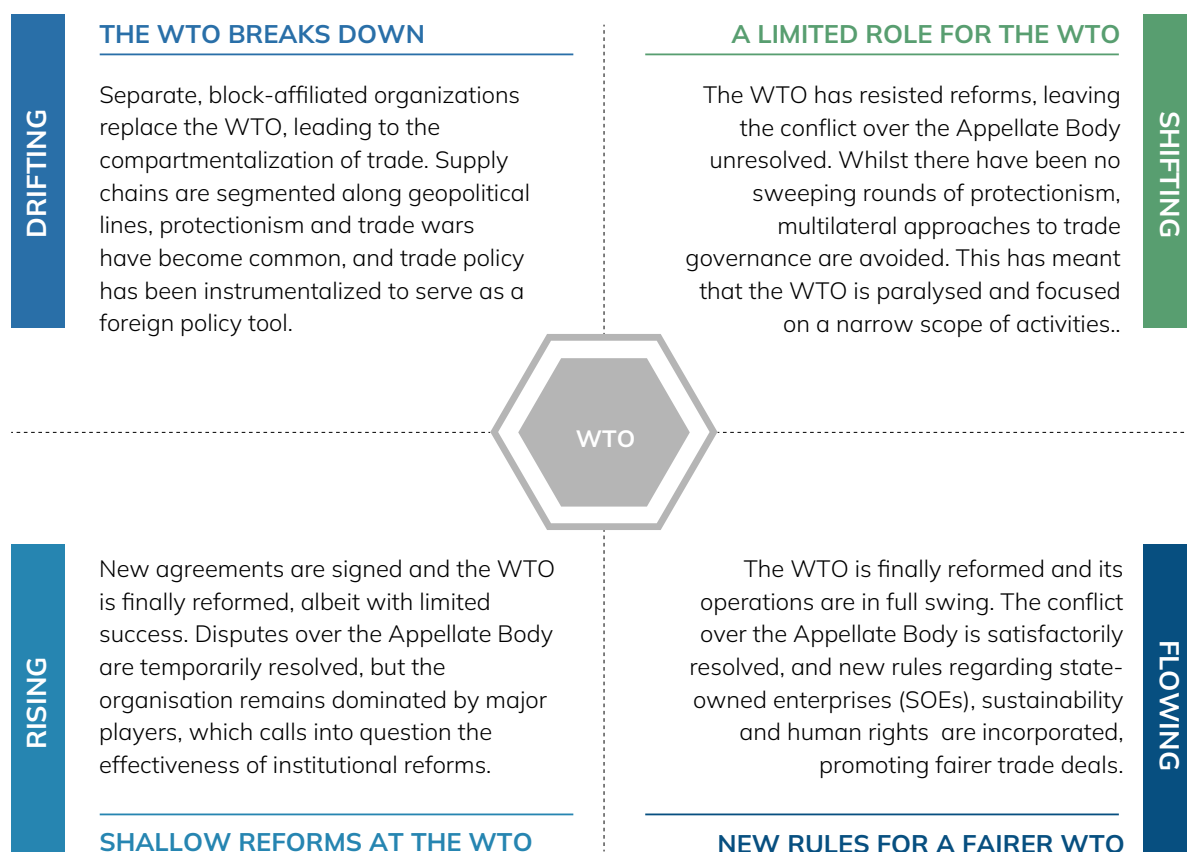 DRIFTING
THE WTO BREAKS DOWN
Separate, block-affiliated organizations
replace the WTO, leading to the
compartmentalization of trade. Supply
chains are segmented along geopolitical
lines, protectionism and trade wars
have become common, and trade policy
has been instrumentalized to serve as a
foreign policy tool.
A LIMITED ROLE FOR THE WTO
The WTO has resisted reforms, leaving
the conflict over the Appellate Body
unresolved. Whilst there have been no
sweeping rounds of protectionism,
multilateral approaches to trade
governance are avoided. This has meant
that the WTO is paralysed and focused
on a narrow scope of activities..
SHIFTING
WTO
RISING
New agreements are signed and the WTO
is finally reformed, albeit with limited
success. Disputes over the Appellate Body
are temporarily resolved, but the
organisation remains dominated by major
players, which calls into question the
effectiveness of institutional reforms.
SHALLOW REFORMS AT THE WTO
The WTO is finally reformed and its
operations are in full swing. The conflict
over the Appellate Body is satisfactorily
resolved, and new rules regarding state-
owned enterprises (SOEs), sustainability
and human rights  are incorporated,
promoting fairer trade deals.
NEW RULES FOR A FAIRER WTO
FLOWING